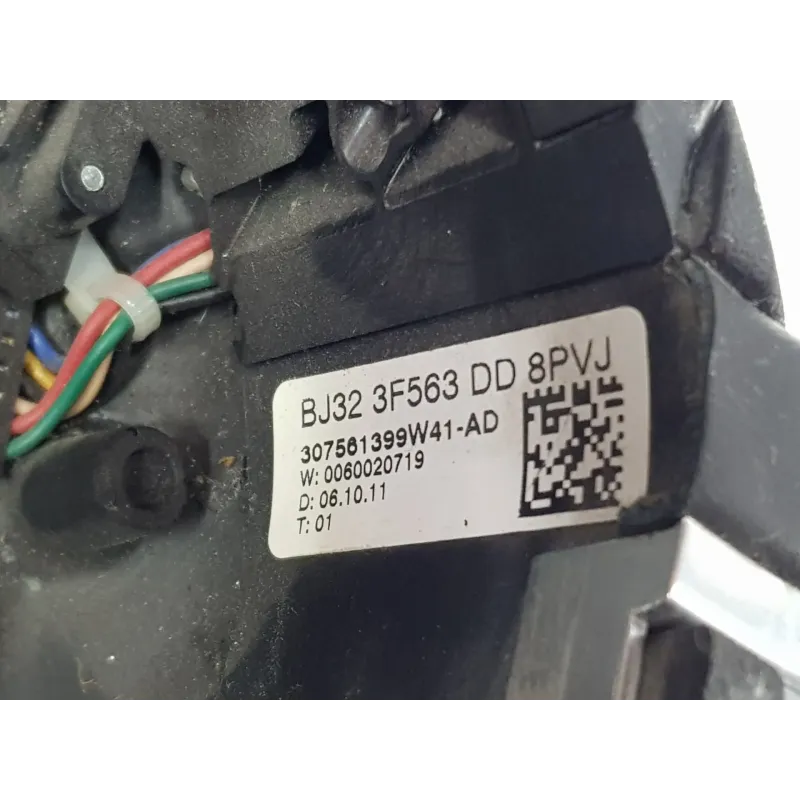 BJ32 3F563 DD 8PVJ
307561399W41-AD
W: 0060020719
D: 06.10.11
T: 01